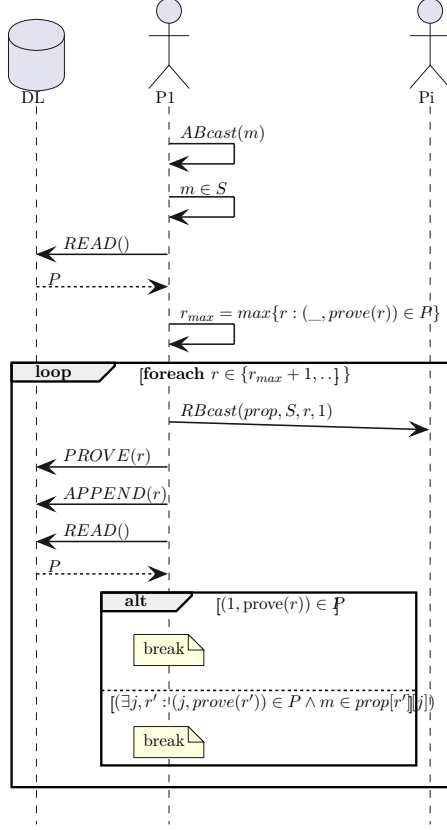 DL P1 Pi
ABcast(m)
m ∈ S
READ()
P
r_max = max{r : (_, prove(r)) ∈ P}
loop [foreach r ∈ {r_max + 1, ..] }
RBcast(prop, S, r, 1)
PROVE(r)
APPEND(r)
READ()
P
alt [(1, prove(r)) ∈ P]
break
[(∃j, r' : (j, prove(r')) ∈ P ∧ m ∈ prop[r'][j])]
break